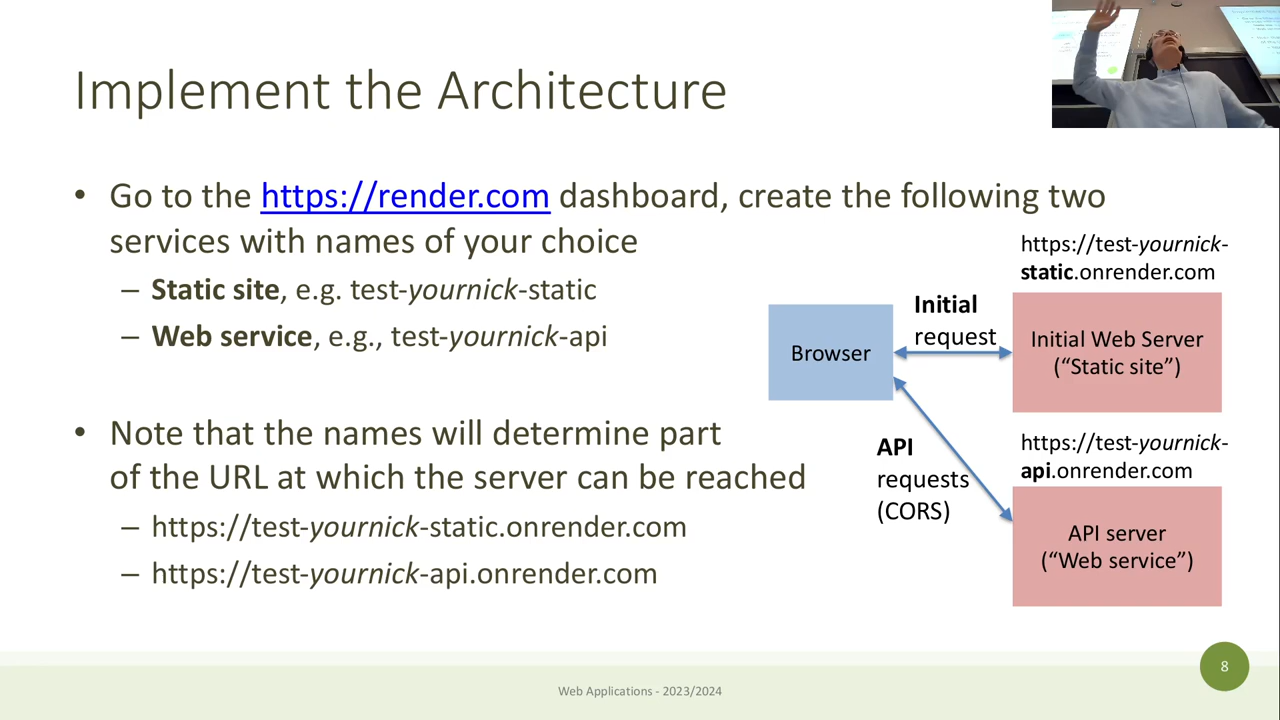 Implement the Architecture
• Go to the https://render.com dashboard, create the following two
services with names of your choice
– Static site, e.g. test-yournick-static
– Web service, e.g., test-yournick-api
• Note that the names will determine part
of the URL at which the server can be reached
– https://test-yournick-static.onrender.com
– https://test-yournick-api.onrender.com
Browser
Initial
request
https://test-yournick-
static.onrender.com
Initial Web Server
(“Static site”)
API
requests
(CORS)
https://test-yournick-
api.onrender.com
API server
(“Web service”)
Web Applications - 2023/2024
8